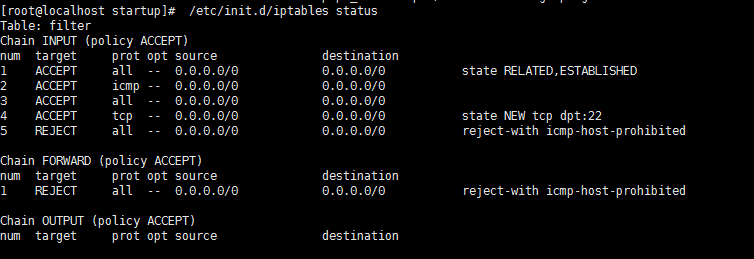 [root@localhost startup]#  /etc/init.d/iptables status
Table: filter
Chain INPUT (policy ACCEPT)
num  target     prot opt source               destination
1    ACCEPT     all  --  0.0.0.0/0            0.0.0.0/0           state RELATED,ESTABLISHED
2    ACCEPT     icmp --  0.0.0.0/0            0.0.0.0/0
3    ACCEPT     all  --  0.0.0.0/0            0.0.0.0/0
4    ACCEPT     tcp  --  0.0.0.0/0            0.0.0.0/0           state NEW tcp dpt:22
5    REJECT     all  --  0.0.0.0/0            0.0.0.0/0           reject-with icmp-host-prohibited

Chain FORWARD (policy ACCEPT)
num  target     prot opt source               destination
1    REJECT     all  --  0.0.0.0/0            0.0.0.0/0           reject-with icmp-host-prohibited

Chain OUTPUT (policy ACCEPT)
num  target     prot opt source               destination